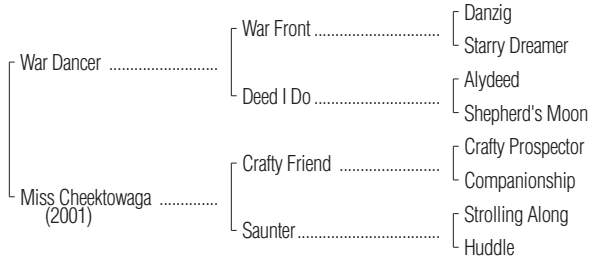 Danzig
War Front ............................
Starry Dreamer
War Dancer ........................
Alydeed
Deed I Do ............................
Shepherd's Moon
Crafty Prospector
Crafty Friend ......................
Companionship
Miss Cheektowaga .............
(2001)
Strolling Along
Saunter................................
Huddle